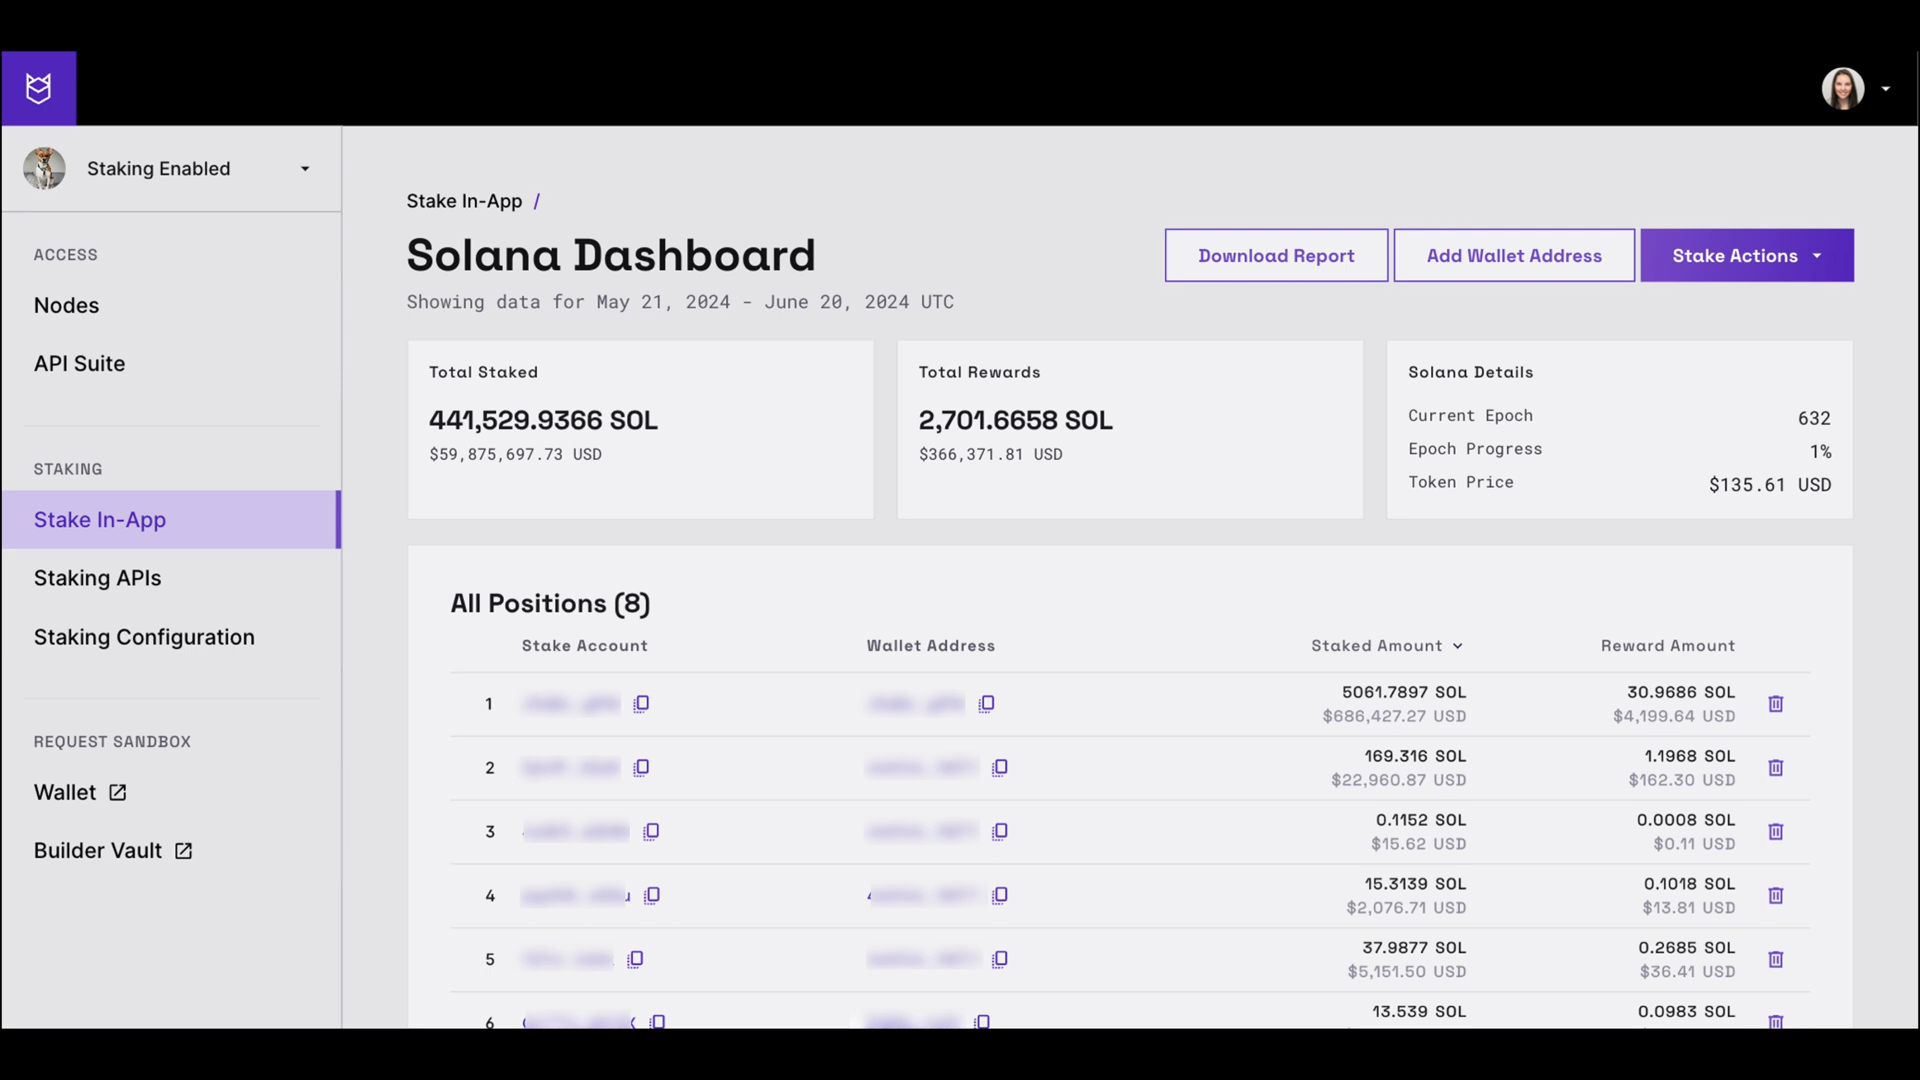 Staking Enabled
ACCESS
Nodes
API Suite
STAKING
Stake In-App
Staking APIs
Staking Configuration
REQUEST SANDBOX
Wallet
Builder Vault
Stake In-App /
Solana Dashboard
Showing data for May 21, 2024 - June 20, 2024 UTC
Download Report
Add Wallet Address
Stake Actions
Total Staked
441,529.9366 SOL
$59,875,697.73 USD
Total Rewards
2,701.6658 SOL
$366,371.81 USD
Solana Details
Current Epoch 632
Epoch Progress 1%
Token Price $135.61 USD
All Positions (8)
Stake Account Wallet Address Staked Amount Reward Amount
1 5061.7897 SOL 30.9686 SOL
$686,427.27 USD $4,199.64 USD
2 169.316 SOL 1.1968 SOL
$22,960.87 USD $162.30 USD
3 0.1152 SOL 0.0008 SOL
$15.62 USD $0.11 USD
4 15.3139 SOL 0.1018 SOL
$2,076.71 USD $13.81 USD
5 37.9877 SOL 0.2685 SOL
$5,151.50 USD $36.41 USD
6 13.539 SOL 0.0983 SOL